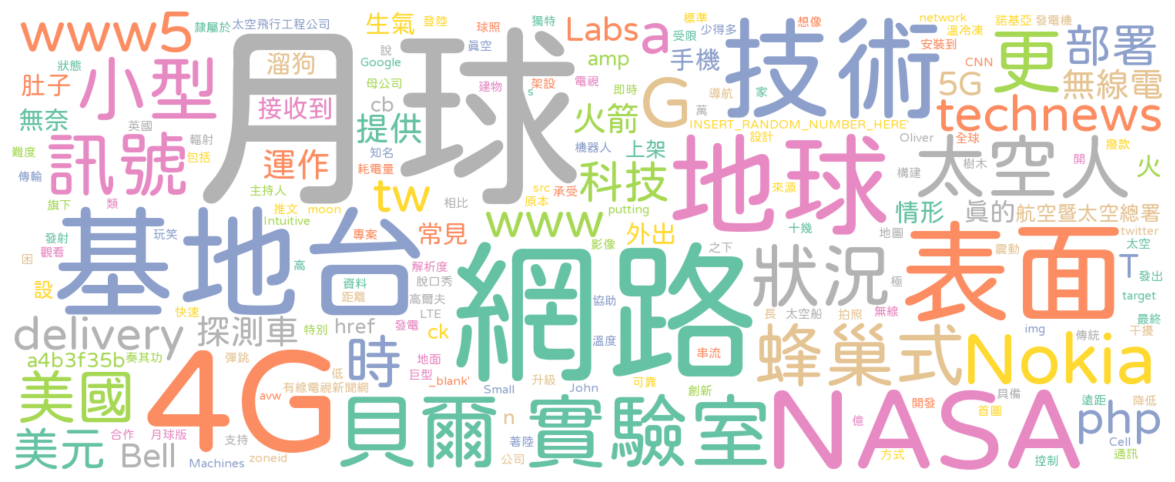 www5
隸屬於
太空飛行工程公司
生氣
登陸
球照
獨特
Labs
a
標準
受限
少得多
想像
network
諾基亞
發電機
溫冷凍
安裝到
狀態
小型
溜狗
月球
說
Google
真空
amp
手機
技術
更
部署
CNN
肚子
接收到
母公司
cb
建物
架設
s
電視
即時
導航
家
G
5G
無線電
無奈
英國
提供
火箭
萬
INSERT_RANDOM_NUMBER_HERE'
設計
technews
訊號
輻射
包括
運作
知名
耗電量
機器人
上架
地球
Oliver
全球
撥款
難度
傳輸
主持人
tw
src
原本
承受
科技
來源
構建
樹木
太空人
開
火
旗下
類
推文
moon
Intuitive
相比
www
putting
十幾
情形
真的
航空暨太空總署
發射
觀看
玩笑
基地台
專案
常見
影像
外出
之下
地圖
twitter
太空
困
設
高
資料
距離
解析度
脫口秀
高爾夫
LTE
網路
協助
狀況
極
表面
震動
T
發出
快速
特別
href
發電
ck
溫度
長
太空船
拍照
無線
target
最終
delivery
探測車
串流
img
傳統
干擾
a4b3f35b
奏其功
彈跳
4G
低
時
地面
巨型
_blank'
蜂巢式
Nokia
美國
avw
有線電視新聞網
Small
升級
John
可靠
創新
具備
遠距
降低
n
貝爾
實驗室
NASA
開發
首圖
php
美元
合作
月球版
支持
著陸
億
Cell
Bell
Machines
zoneid
公司
方式
控制
通訊